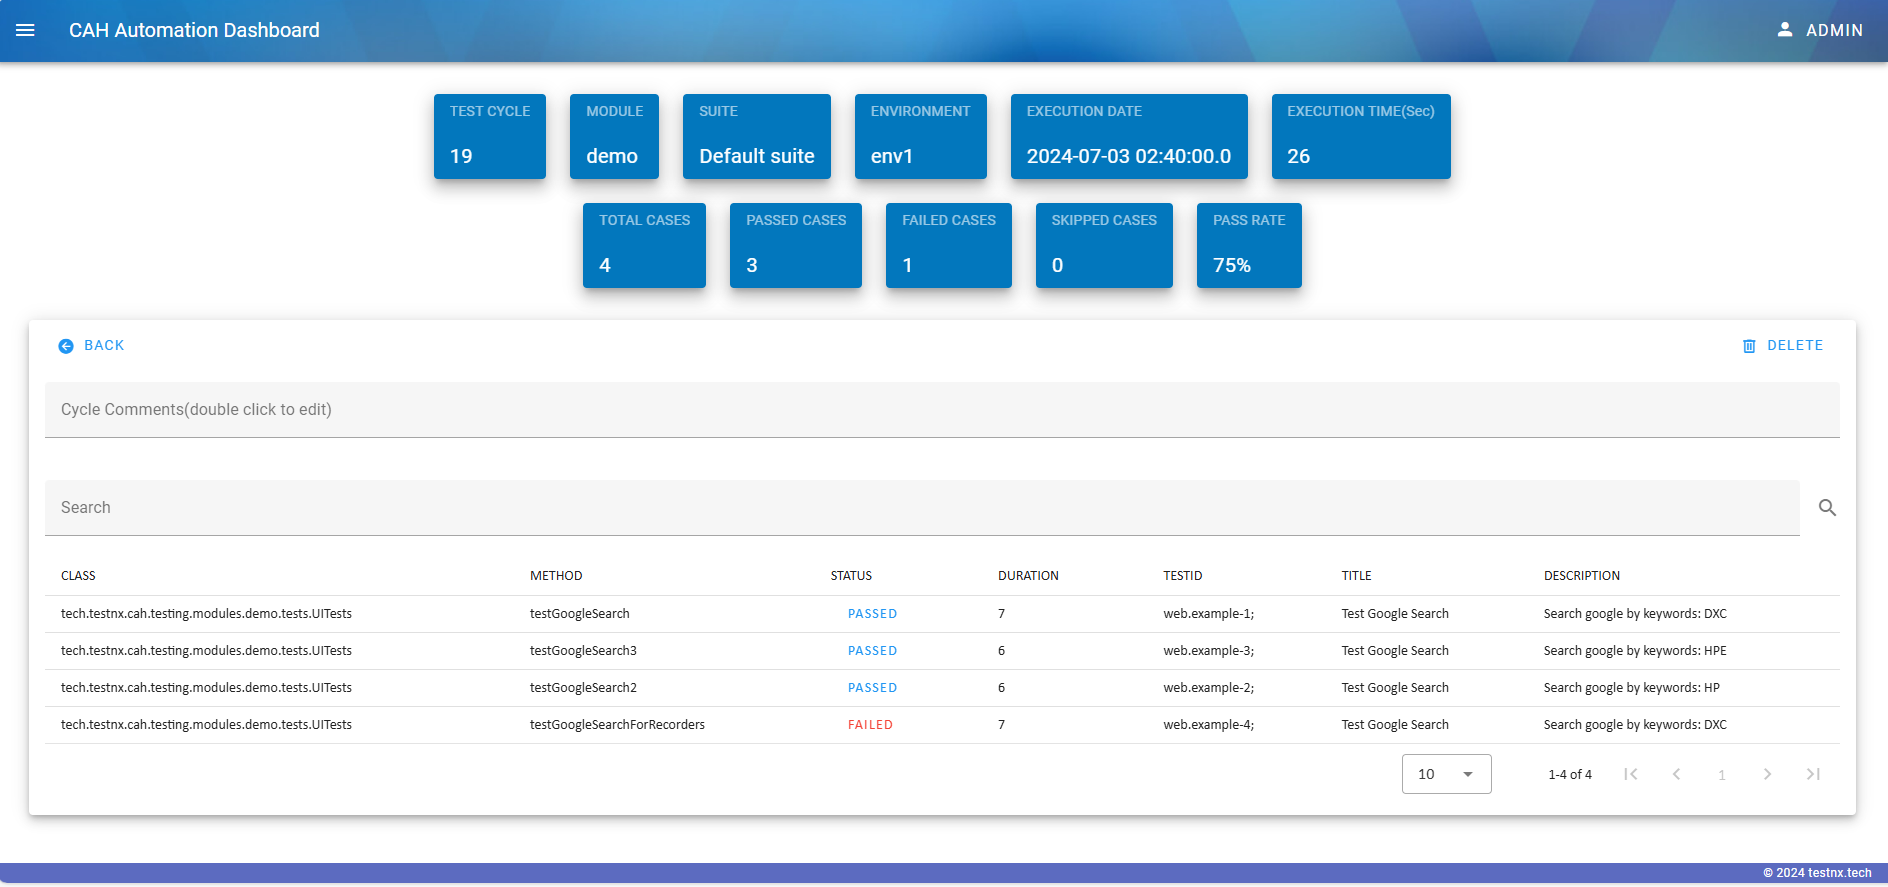 CAH Automation Dashboard
ADMIN
TEST CYCLE MODULE SUITE ENVIRONMENT EXECUTION DATE EXECUTION TIME(Sec)
19 demo Default suite env1 2024-07-03 02:40:00.0 26
TOTAL CASES PASSED CASES FAILED CASES SKIPPED CASES PASS RATE
4 3 1 0 75%
BACK DELETE
Cycle Comments(double click to edit)
Search
CLASS METHOD STATUS DURATION TESTID TITLE DESCRIPTION
tech.testnx.cah.testing.modules.demo.tests.UITests testGoogleSearch PASSED 7 web.example-1; Test Google Search Search google by keywords: DXC
tech.testnx.cah.testing.modules.demo.tests.UITests testGoogleSearch3 PASSED 6 web.example-3; Test Google Search Search google by keywords: HPE
tech.testnx.cah.testing.modules.demo.tests.UITests testGoogleSearch2 PASSED 6 web.example-2; Test Google Search Search google by keywords: HP
tech.testnx.cah.testing.modules.demo.tests.UITests testGoogleSearchForRecorders FAILED 7 web.example-4; Test Google Search Search google by keywords: DXC
10 1-4 of 4 1
© 2024 testnx.tech